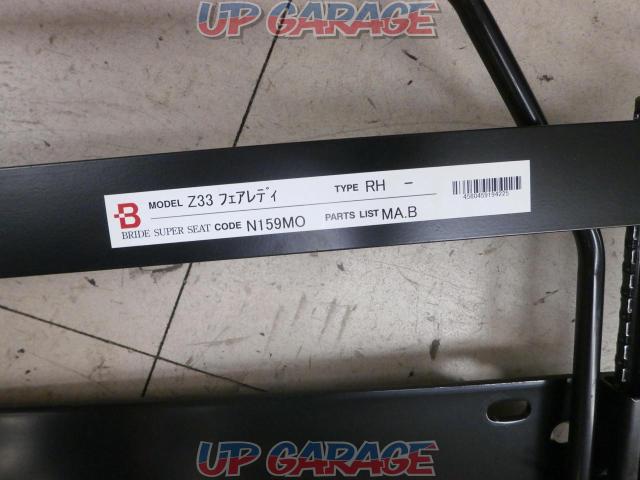 UP GARAGE
MODEL Z33 フェアレディ TYPE RH -
B
BRIDE SUPER SEAT CODE N159MO PARTS LIST MA.B
4580459194225
UP GARAGE